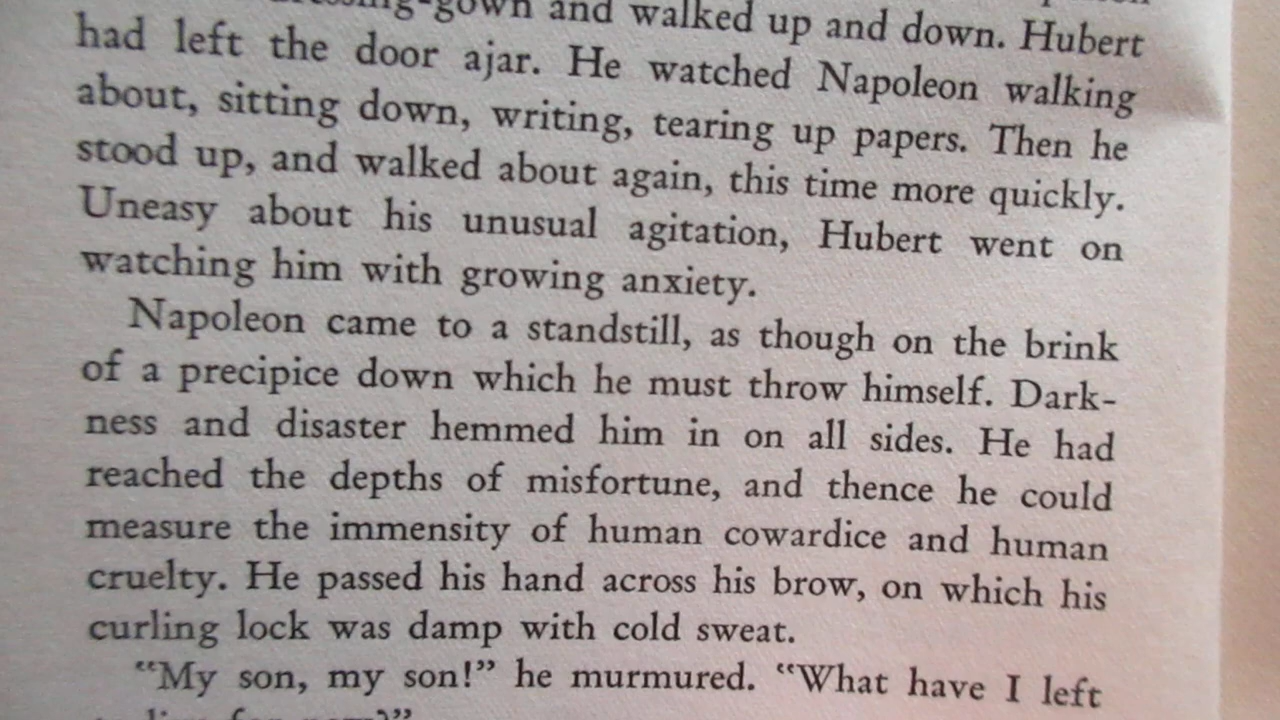 and walked up and down. Hubert
had left the door ajar. He watched Napoleon walking
about, sitting down, writing, tearing up papers. Then he
stood up, and walked about again, this time more quickly.
Uneasy about his unusual agitation, Hubert went on
watching him with growing anxiety.
Napoleon came to a standstill, as though on the brink
of a precipice down which he must throw himself. Dark-
ness and disaster hemmed him in on all sides. He had
reached the depths of misfortune, and thence he could
measure the immensity of human cowardice and human
cruelty. He passed his hand across his brow, on which his
curling lock was damp with cold sweat.
“My son, my son!” he murmured. “What have I left